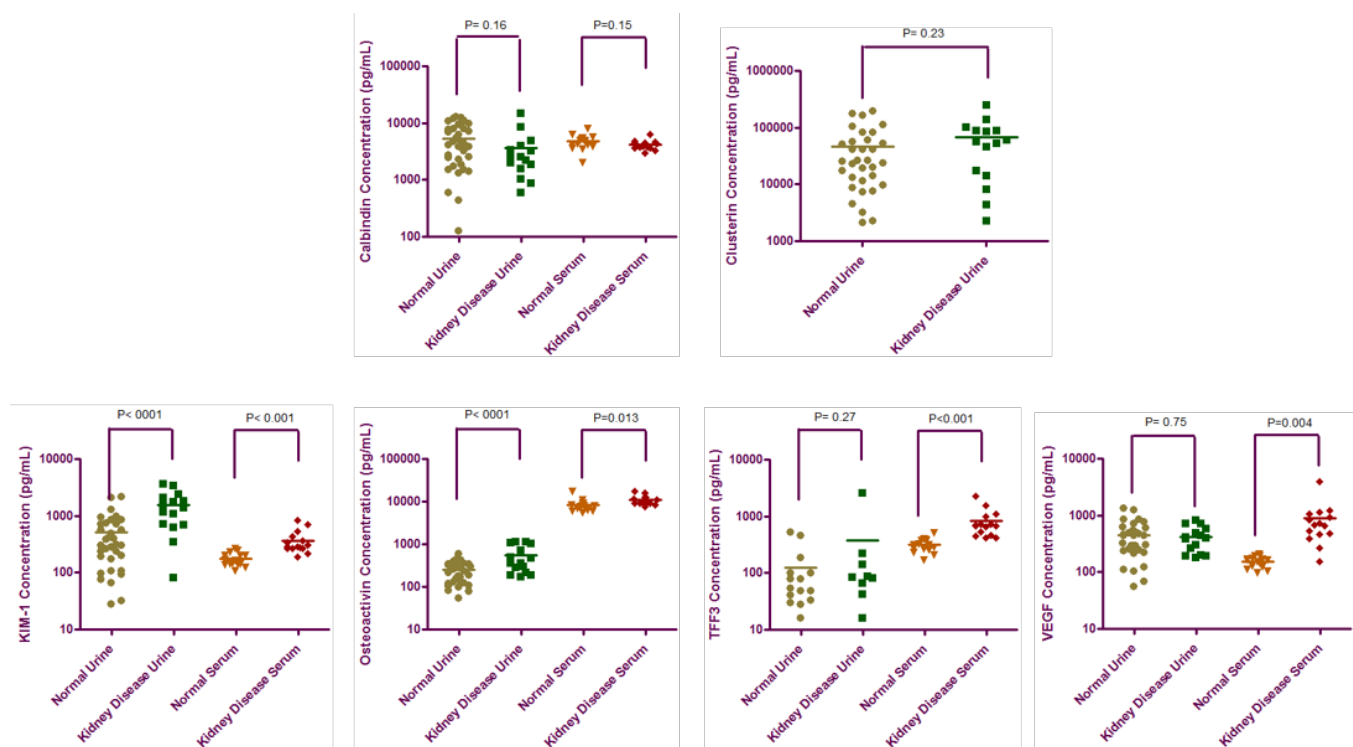 P= 0.16
P=0.15
Calbindin Concentration (pg/mL)
100000
10000
1000
100
Normal Urine
Kidney Disease Urine
Normal Serum
Kidney Disease Serum
P= 0.23
Clusterin Concentration (pg/mL)
1000000
100000
10000
1000
Normal Urine
Kidney Disease Urine
P< 0001
P< 0.001
KIM-1 Concentration (pg/mL)
10000
1000
100
10
Normal Urine
Kidney Disease Urine
Normal Serum
Kidney Disease Serum
P< 0001
P=0.013
Osteoactivin Concentration (pg/mL)
100000
10000
1000
100
10
Normal Urine
Kidney Disease Urine
Normal Serum
Kidney Disease Serum
P= 0.27
P<0.001
TFF3 Concentration (pg/mL)
10000
1000
100
10
Normal Urine
Kidney Disease Urine
Normal Serum
Kidney Disease Serum
P= 0.75
P=0.004
VEGF Concentration (pg/mL)
10000
1000
100
10
Normal Urine
Kidney Disease Urine
Normal Serum
Kidney Disease Serum